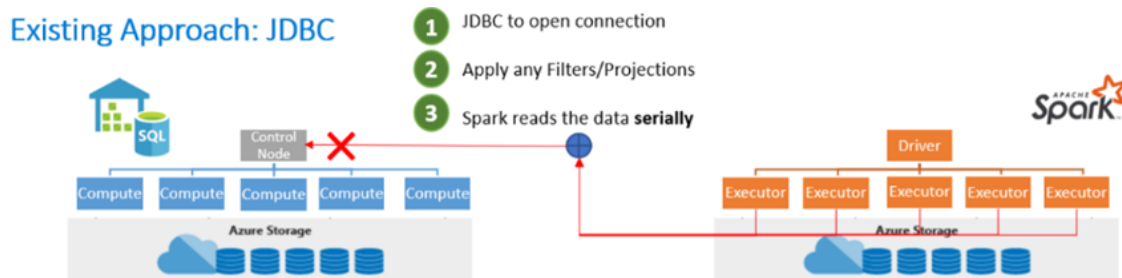 Existing Approach: JDBC
1 JDBC to open connection
2 Apply any Filters/Projections
3 Spark reads the data serially
SQL
Control
Node
Compute Compute Compute Compute Compute
Azure Storage
APACHE
Spark
Driver
Executor Executor Executor Executor Executor
Azure Storage